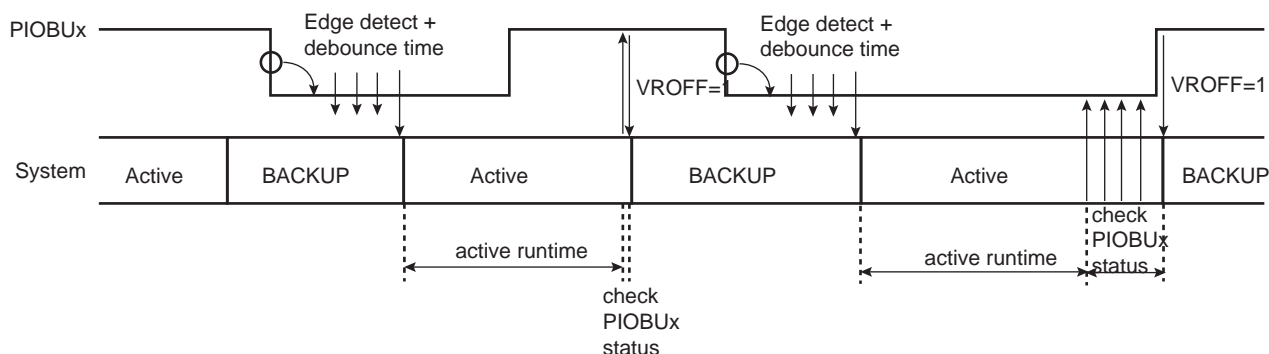 PIOBUx
Edge detect +
debounce time
VROFF=1
Edge detect +
debounce time
VROFF=1
System
Active
BACKUP
Active
BACKUP
Active
BACKUP
active runtime
check
PIOBUx
status
active runtime
check
PIOBUx
status